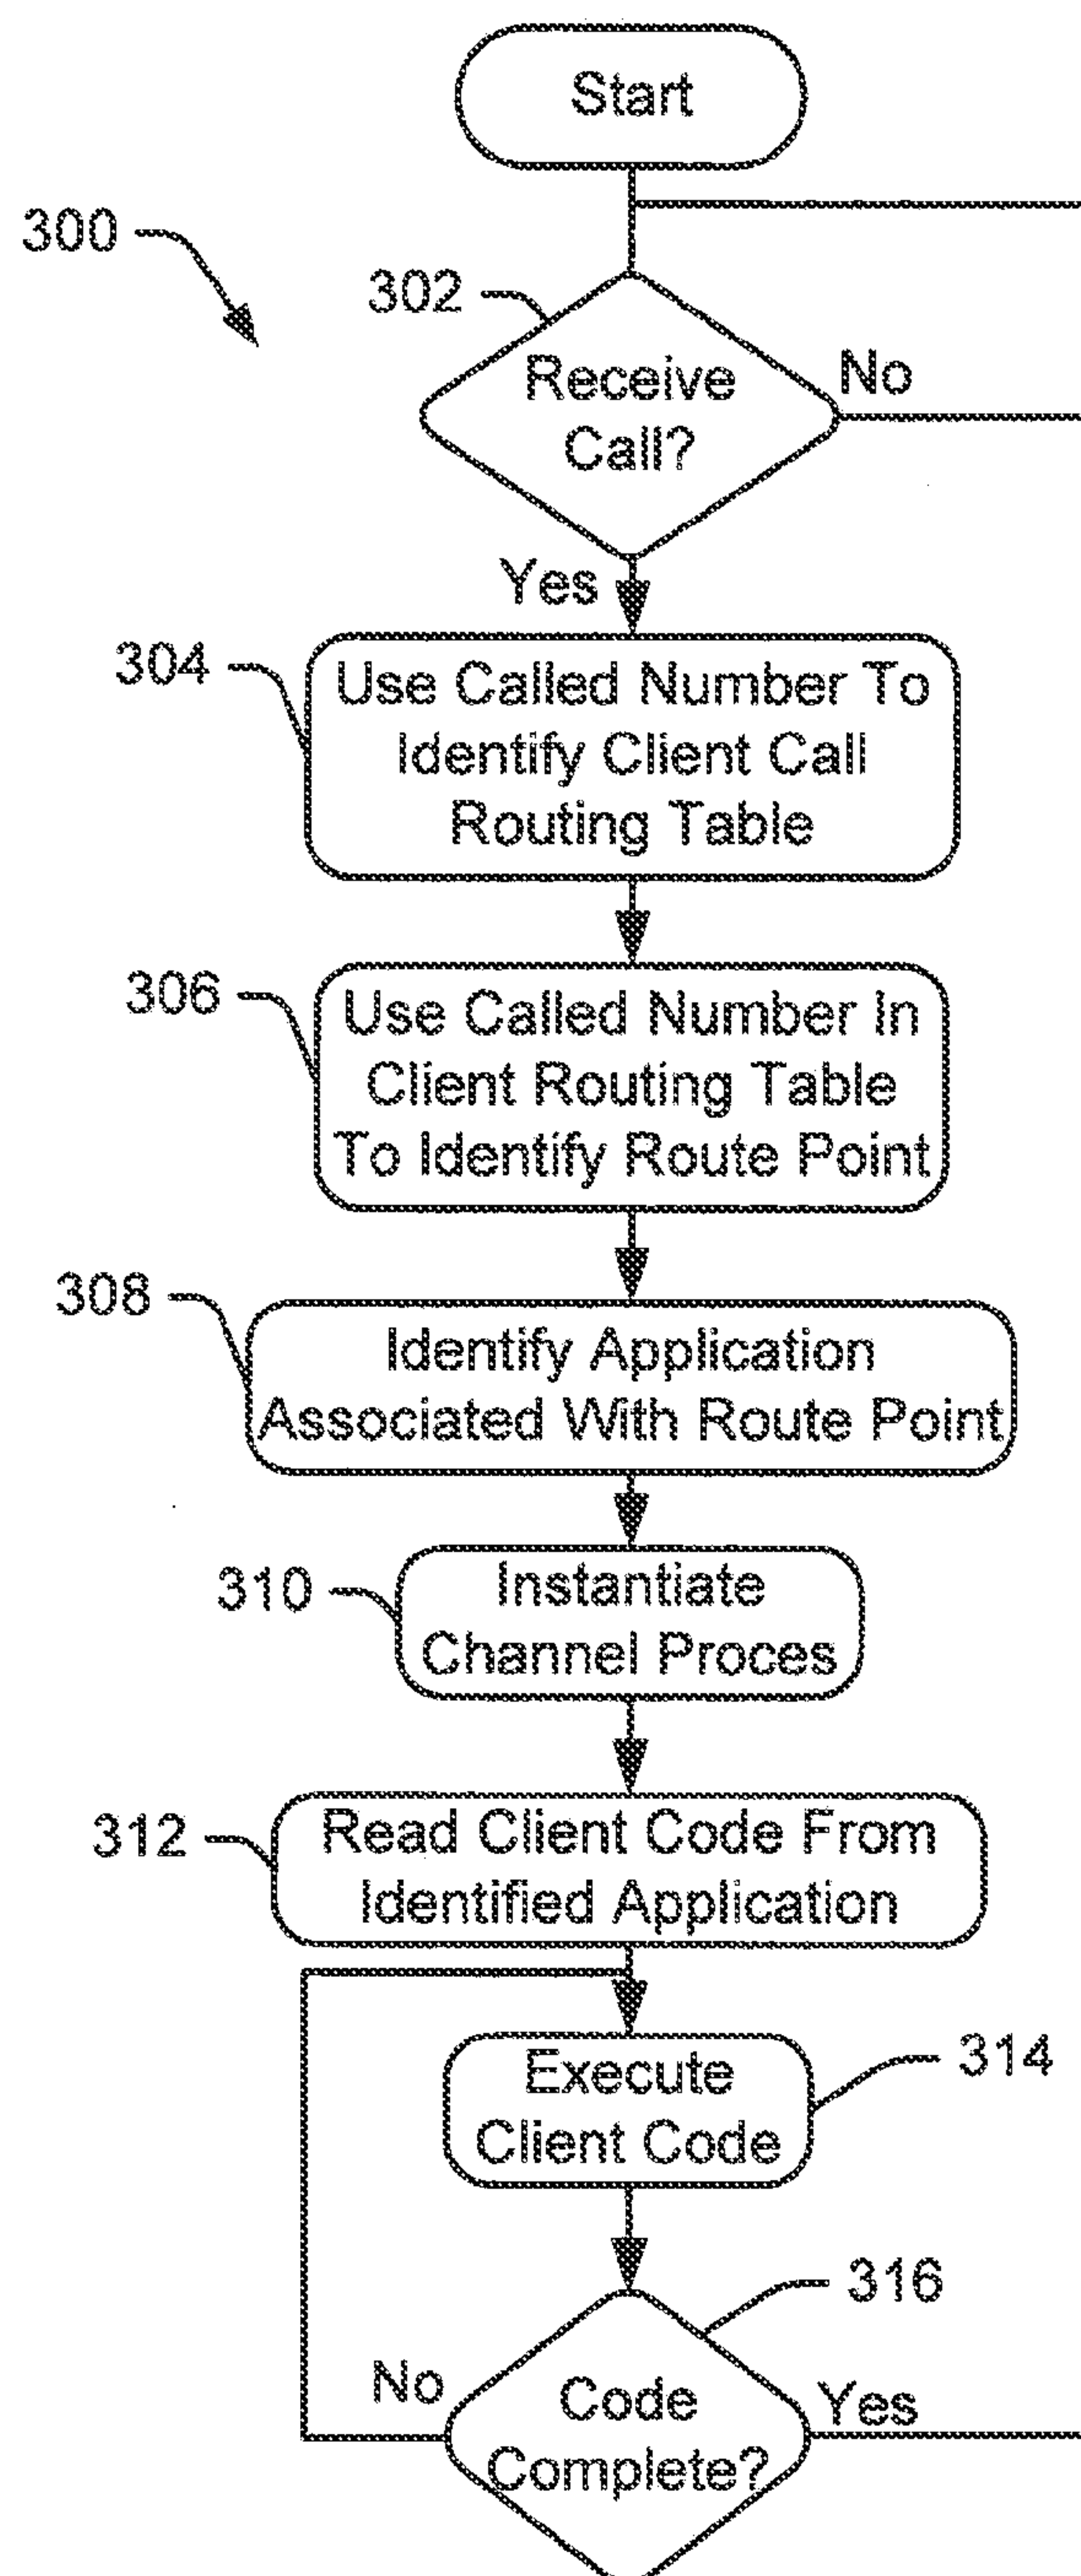 Start
300
302
Receive
Call?
No
Yes
304
Use Called Number To
Identify Client Call
Routing Table
306
Use Called Number In
Client Routing Table
To Identify Route Point
308
Identify Application
Associated With Route Point
310
Instantiate
Channel Proces
312
Read Client Code From
Identified Application
Execute
Client Code
314
316
No
Code
Complete?
Yes